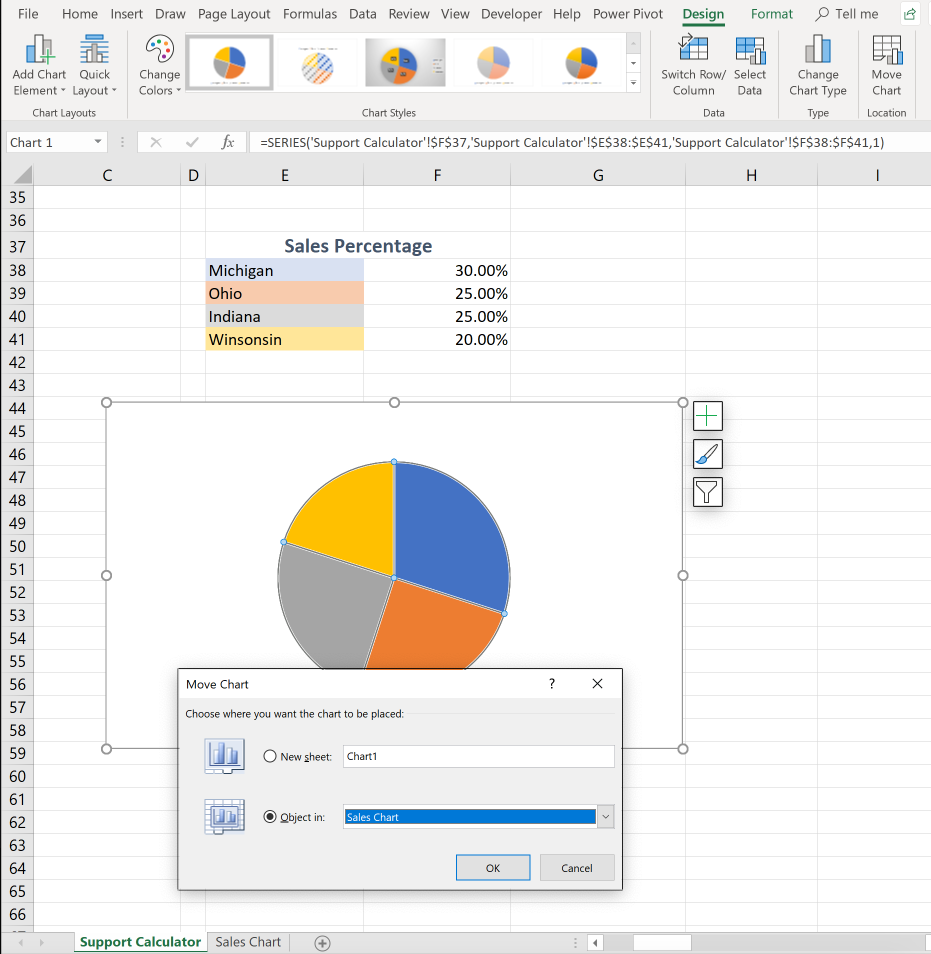 File Home Insert Draw Page Layout Formulas Data Review View Developer Help Power Pivot Design Format Tell me
Add Chart Element Quick Layout Change Colors Switch Row/ Column Select Data Change Chart Type Move Chart
Chart Layouts Chart Styles Data Type Location
Chart 1 fx =SERIES('Support Calculator'!$F$37,'Support Calculator'!$E$38:$E$41,'Support Calculator'!$F$38:$F$41,1)
C D E F G H I
35
36
37 Sales Percentage
38 Michigan 30.00%
39 Ohio 25.00%
40 Indiana 25.00%
41 Winsonsin 20.00%
42
43
44
45
46
47
48
49
50
51
52
53
54
55
56
57
58
59
60
61
62
63
64
65
66
Move Chart ?
Choose where you want the chart to be placed:
New sheet: Chart1
Object in: Sales Chart
OK Cancel
Support Calculator Sales Chart